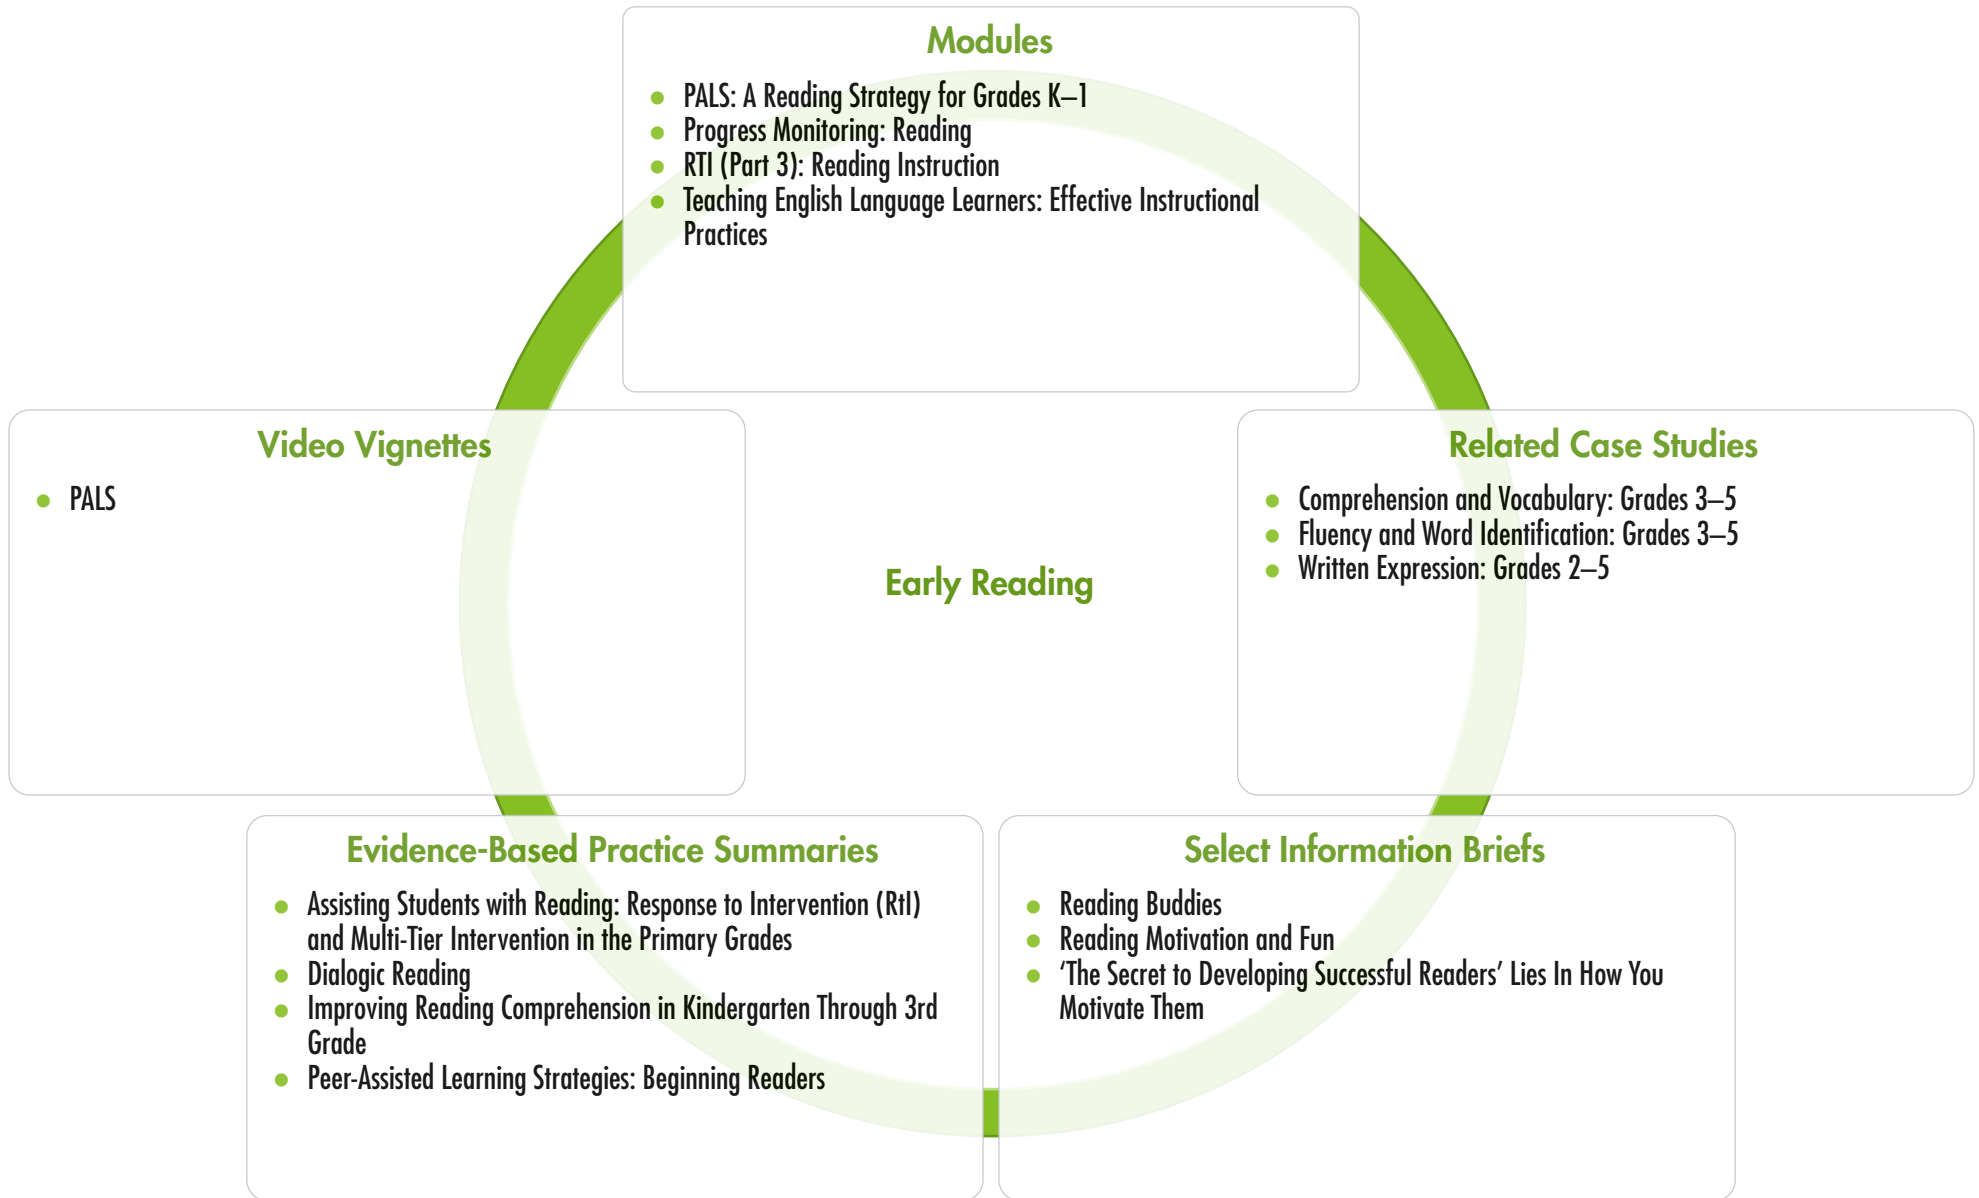 Modules
PALS: A Reading Strategy for Grades K–1
Progress Monitoring: Reading
RTI (Part 3): Reading Instruction
Teaching English Language Learners: Effective Instructional
Practices
Video Vignettes
PALS
Early Reading
Related Case Studies
Comprehension and Vocabulary: Grades 3–5
Fluency and Word Identification: Grades 3–5
Written Expression: Grades 2–5
Evidence-Based Practice Summaries
Assisting Students with Reading: Response to Intervention (RtI)
and Multi-Tier Intervention in the Primary Grades
Dialogic Reading
Improving Reading Comprehension in Kindergarten Through 3rd
Grade
Peer-Assisted Learning Strategies: Beginning Readers
Select Information Briefs
Reading Buddies
Reading Motivation and Fun
‘The Secret to Developing Successful Readers’ Lies In How You
Motivate Them